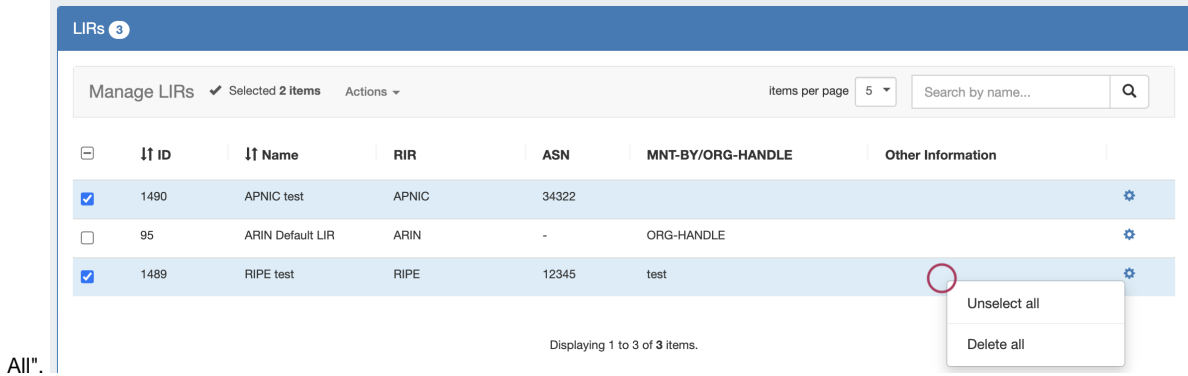 LIRs 3
Manage LIRs Selected 2 items Actions items per page 5 Search by name...
ID Name RIR ASN MNT-BY/ORG-HANDLE Other Information
1490 APNIC test APNIC 34322
95 ARIN Default LIR ARIN - ORG-HANDLE
1489 RIPE test RIPE 12345 test
Unselect all
Displaying 1 to 3 of 3 items. Delete all
All".